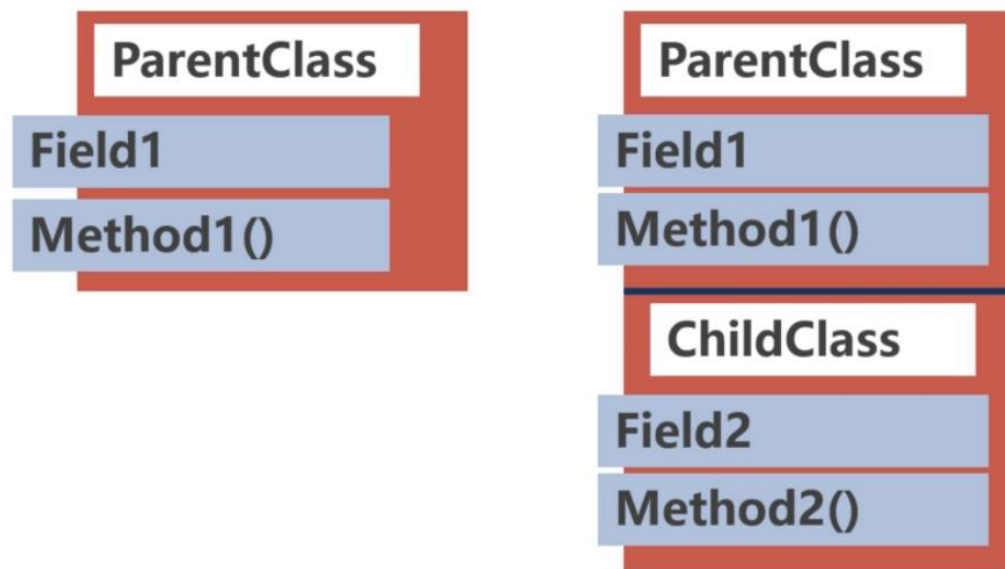 ParentClass
Field1
Method1()
ParentClass
Field1
Method1()
ChildClass
Field2
Method2()